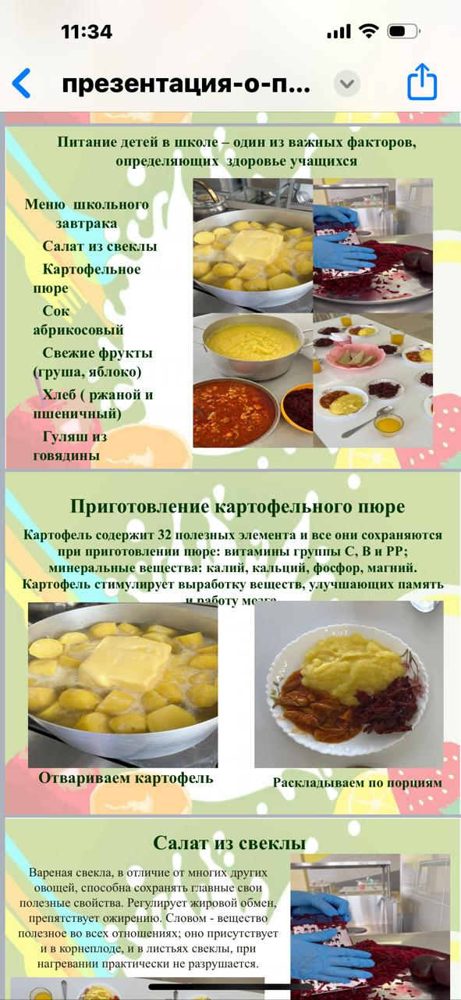 11:34
презентация-о-п...
Питание детей в школе – один из важных факторов,
определяющих здоровье учащихся
Меню школьного
завтрака
Салат из свеклы
Картофельное
пюре
Сок
абрикосовый
Свежие фрукты
(груша, яблоко)
Хлеб ( ржаной и
пшеничный)
Гуляш из
говядины
Приготовление картофельного пюре
Картофель содержит 32 полезных элемента и все они сохраняются
при приготовлении пюре: витамины группы С, В и РР;
минеральные вещества: калий, кальций, фосфор, магний.
Картофель стимулирует выработку веществ, улучшающих память
и работу мозга
Отвариваем картофель
Раскладываем по порциям
Салат из свеклы
Вареная свекла, в отличие от многих других
овощей, способна сохранять главные свои
полезные свойства. Регулирует жировой обмен,
препятствует ожирению. Словом - вещество
полезное во всех отношениях; оно присутствует
и в корнеплоде, и в листьях свеклы, при
нагревании практически не разрушается.